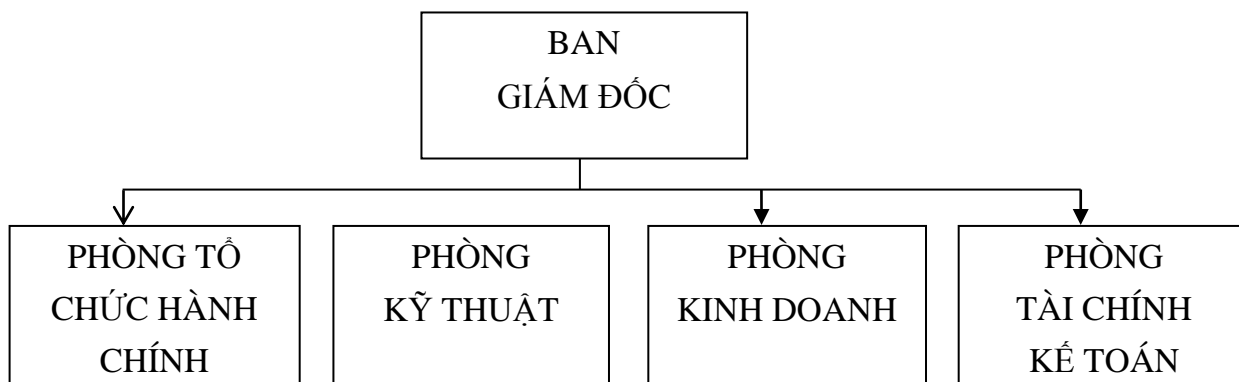 BAN
GIÁM ĐỐC
PHÒNG TỔ
CHỨC HÀNH
CHÍNH
PHÒNG
KỸ THUẬT
PHÒNG
KINH DOANH
PHÒNG
TÀI CHÍNH
KẾ TOÁN